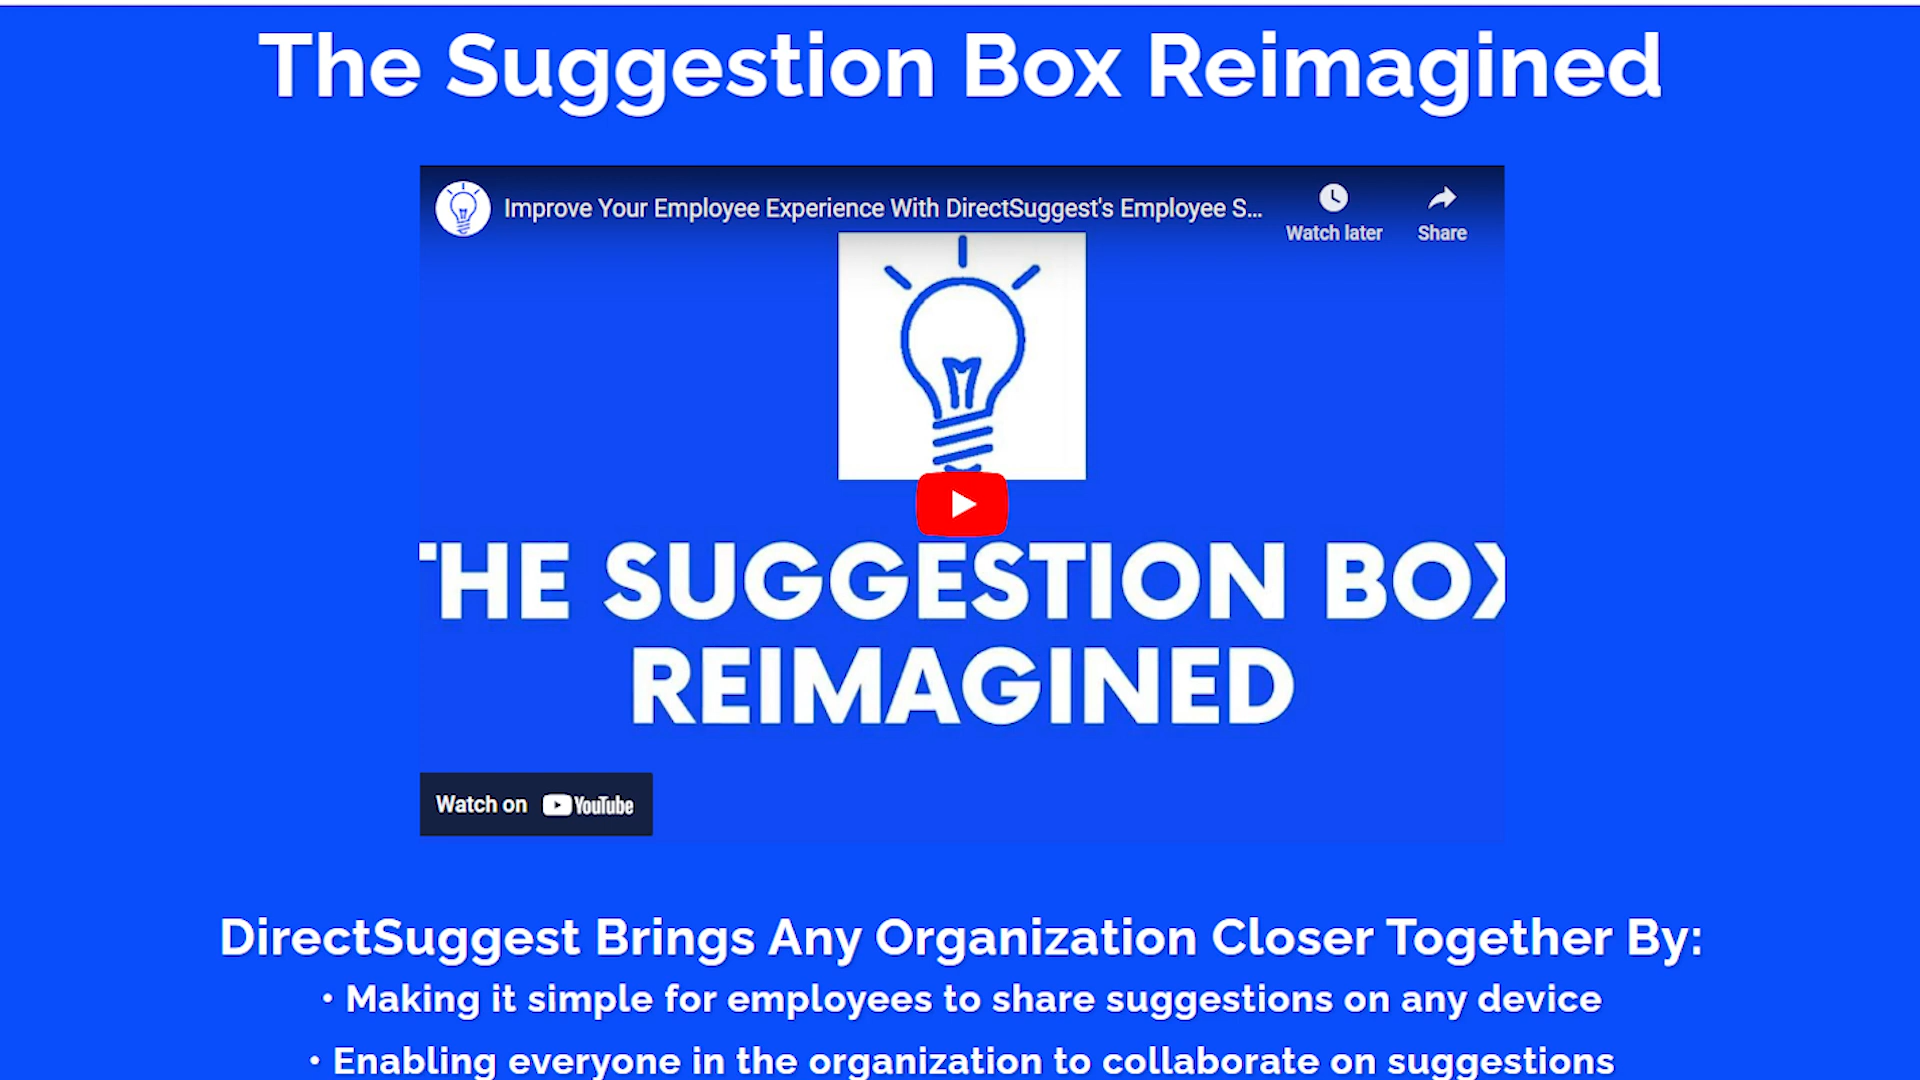 The Suggestion Box Reimagined
Improve Your Employee Experience With DirectSuggest's Employee S...
Watch later
Share
THE SUGGESTION BOX
REIMAGINED
Watch on YouTube
DirectSuggest Brings Any Organization Closer Together By:
• Making it simple for employees to share suggestions on any device
• Enabling everyone in the organization to collaborate on suggestions